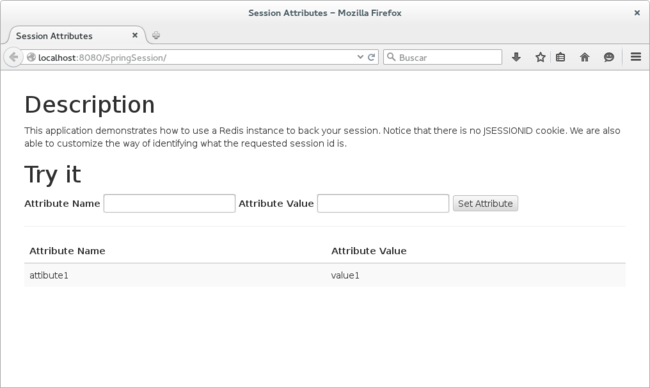 Session Attributes - Mozilla Firefox
Session Attributes
localhost:8080/SpringSession/
Buscar
Description
This application demonstrates how to use a Redis instance to back your session. Notice that there is no JSESSIONID cookie. We are also
able to customize the way of identifying what the requested session id is.
Try it
Attribute Name Attribute Value Set Attribute
Attribute Name Attribute Value
attibute1 value1